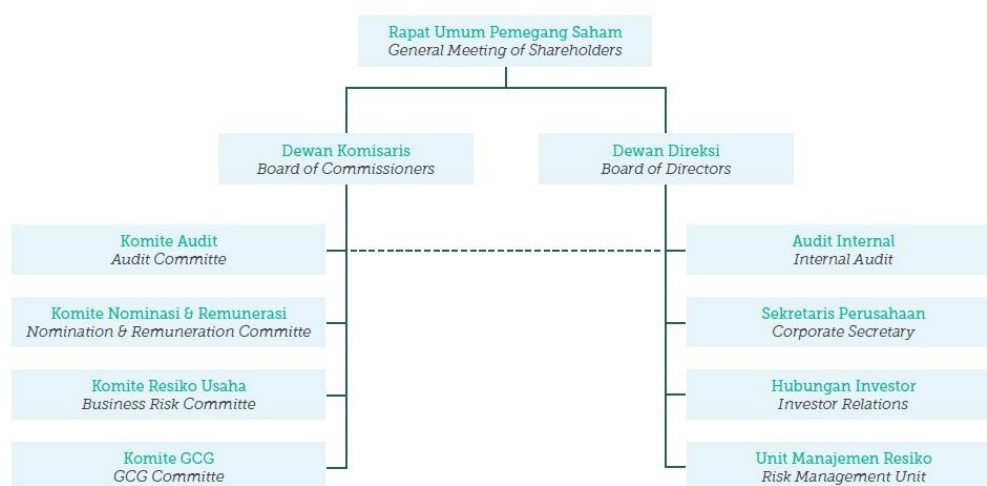 Rapat Umum Pemegang Saham
General Meeting of Shareholders
Dewan Komisaris
Board of Commissioners
Dewan Direksi
Board of Directors
Komite Audit
Audit Committe
Audit Internal
Internal Audit
Komite Nominasi & Remunerasi
Nomination & Remuneration Committe
Sekretaris Perusahaan
Corporate Secretary
Komite Resiko Usaha
Business Risk Committe
Hubungan Investor
Investor Relations
Komite GCG
GCG Committe
Unit Manajemen Resiko
Risk Management Unit